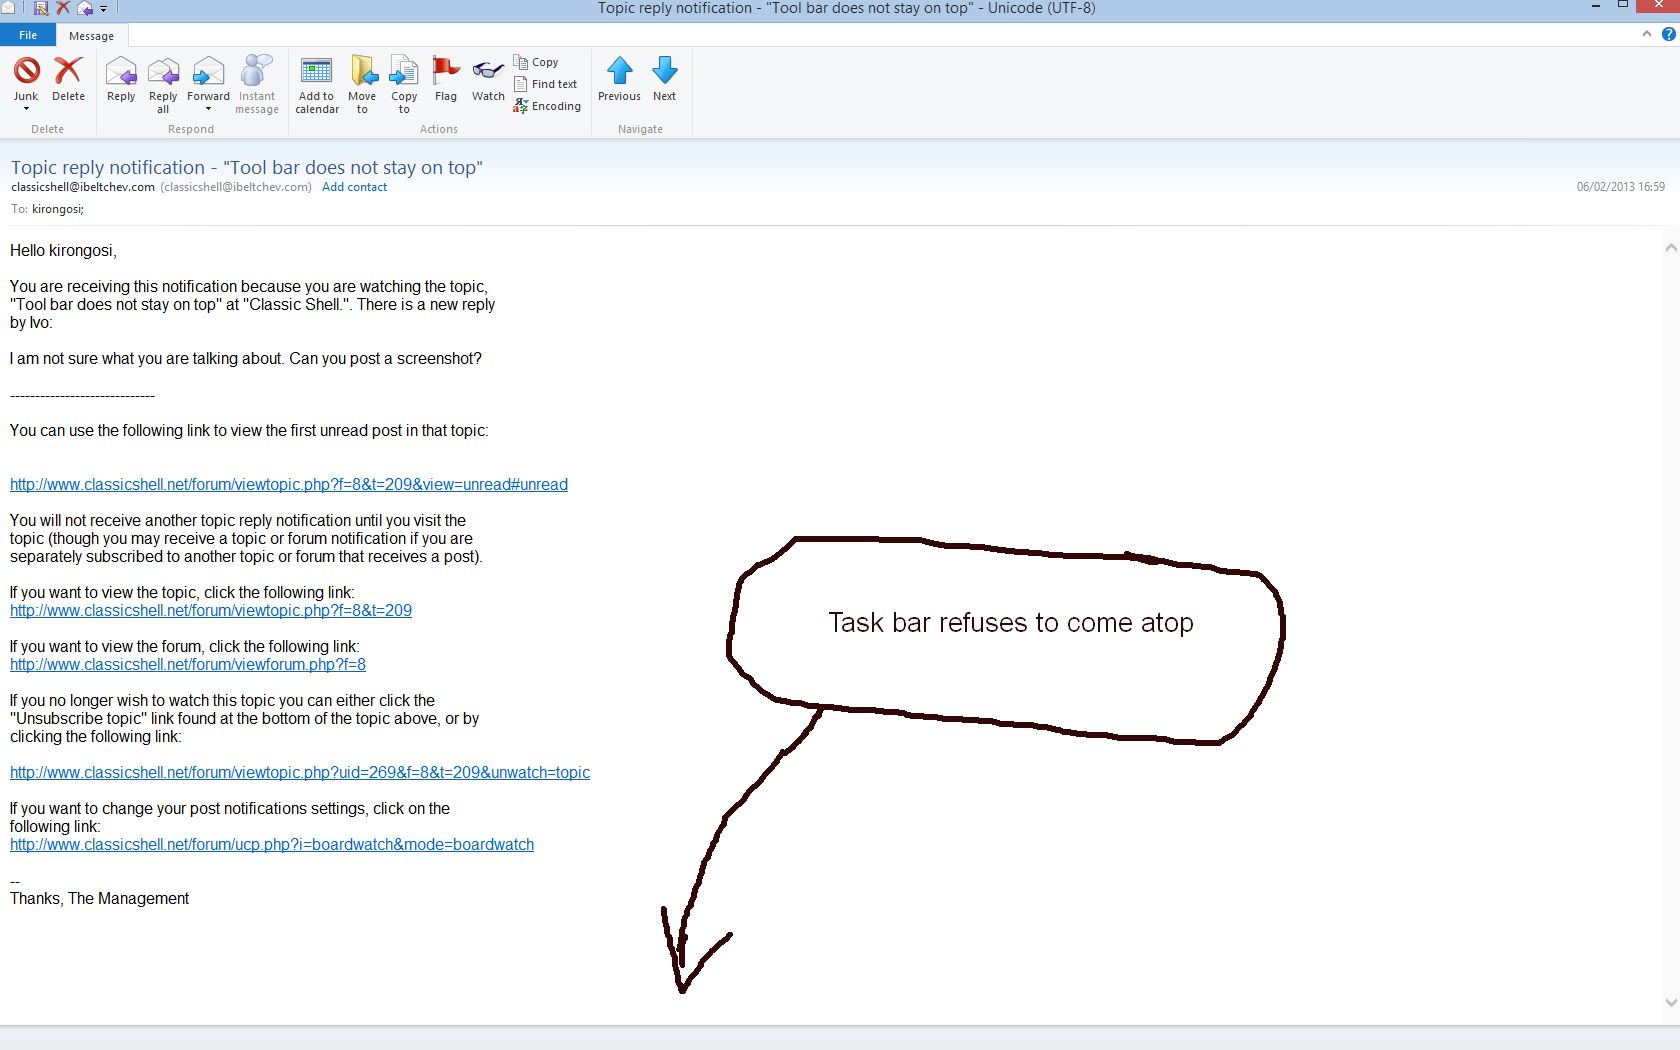 Topic reply notification - "Tool bar does not stay on top" - Unicode (UTF-8)
File
Message
Junk
Delete
Reply
Reply all
Forward
Instant message
Add to calendar
Move to
Copy to
Flag
Watch
Copy
Find text
Encoding
Previous
Next
Delete
Respond
Actions
Navigate
Topic reply notification - "Tool bar does not stay on top"
classicshell@ibeltchev.com (classicshell@ibeltchev.com) Add contact
06/02/2013 16:59
To: kirongosi;
Hello kirongosi,
You are receiving this notification because you are watching the topic,
"Tool bar does not stay on top" at "Classic Shell.". There is a new reply
by Ivo:
I am not sure what you are talking about. Can you post a screenshot?
-----------------------------
You can use the following link to view the first unread post in that topic:
http://www.classicshell.net/forum/viewtopic.php?f=8&t=209&view=unread#unread
You will not receive another topic reply notification until you visit the
topic (though you may receive a topic or forum notification if you are
separately subscribed to another topic or forum that receives a post).
If you want to view the topic, click the following link:
http://www.classicshell.net/forum/viewtopic.php?f=8&t=209
If you want to view the forum, click the following link:
http://www.classicshell.net/forum/viewforum.php?f=8
If you no longer wish to watch this topic you can either click the
"Unsubscribe topic" link found at the bottom of the topic above, or by
clicking the following link:
http://www.classicshell.net/forum/viewtopic.php?uid=269&f=8&t=209&unwatch=topic
If you want to change your post notifications settings, click on the
following link:
http://www.classicshell.net/forum/ucp.php?i=boardwatch&mode=boardwatch
--
Thanks, The Management
Task bar refuses to come atop